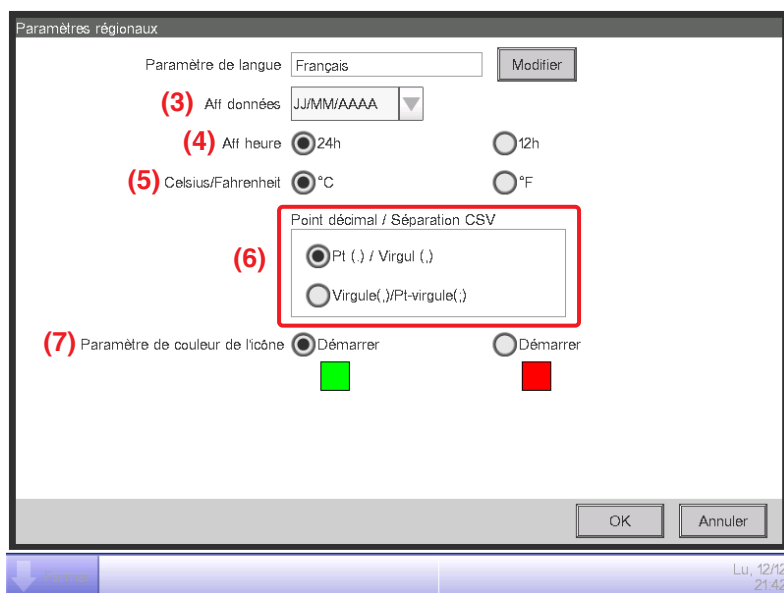 Paramètres régionaux
Paramètre de langue Français Modifier
(3) Aff données JJ/MM/AAAA
(4) Aff heure 24h 12h
(5) Celsius/Fahrenheit °C °F
Point décimal / Séparation CSV
(6) Pt (.) / Virgul (,)
Virgule(,)/Pt-virgule(;)
(7) Paramètre de couleur de l'icône Démarrer Démarrer
OK Annuler
Lu, 12/12
21:42